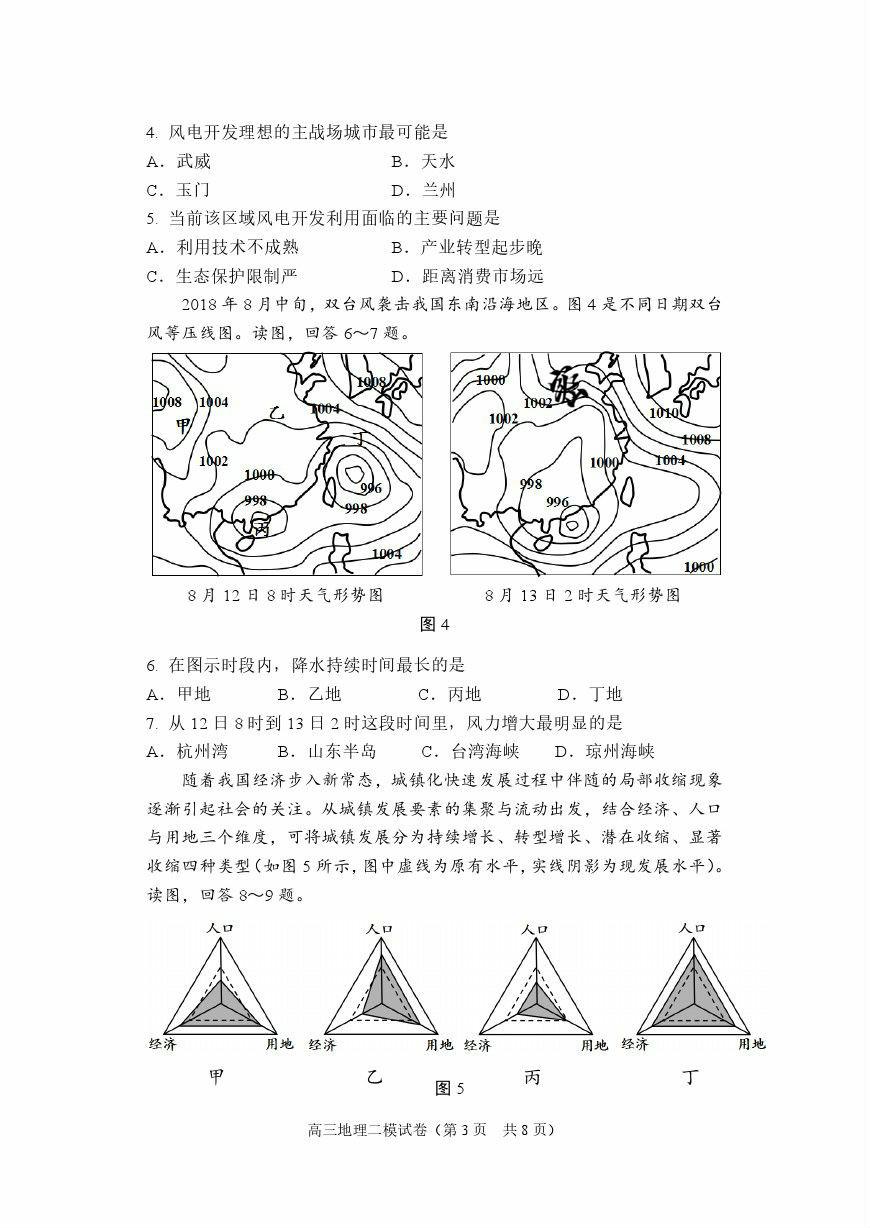 4. 风电开发理想的主战场城市最可能是
A．武威 B．天水
C．玉门 D．兰州
5. 当前该区域风电开发利用面临的主要问题是
A．利用技术不成熟 B．产业转型起步晚
C．生态保护限制严 D．距离消费市场远
2018 年 8 月中旬，双台风袭击我国东南沿海地区。图 4 是不同日期双台
风等压线图。读图，回答 6～7 题。
1008 1004 甲 乙 1008 1004 丁
1002 1000 998 丙 996 998 1004
1000 1002 1002 1010 1008
1000 1004 998 996 1000
8 月 12 日 8 时天气形势图 8 月 13 日 2 时天气形势图
图 4
6. 在图示时段内，降水持续时间最长的是
A．甲地 B．乙地 C．丙地 D．丁地
7. 从 12 日 8 时到 13 日 2 时这段时间里，风力增大最明显的是
A．杭州湾 B．山东半岛 C．台湾海峡 D．琼州海峡
随着我国经济步入新常态，城镇化快速发展过程中伴随的局部收缩现象
逐渐引起社会的关注。从城镇发展要素的集聚与流动出发，结合经济、人口
与用地三个维度，可将城镇发展分为持续增长、转型增长、潜在收缩、显著
收缩四种类型（如图 5 所示，图中虚线为原有水平，实线阴影为现发展水平）。
读图，回答 8～9 题。
人口 人口 人口 人口
经济 用地 经济 用地 经济 用地 经济 用地
甲 乙 丙 丁
图 5
高三地理二模试卷（第 3 页 共 8 页）